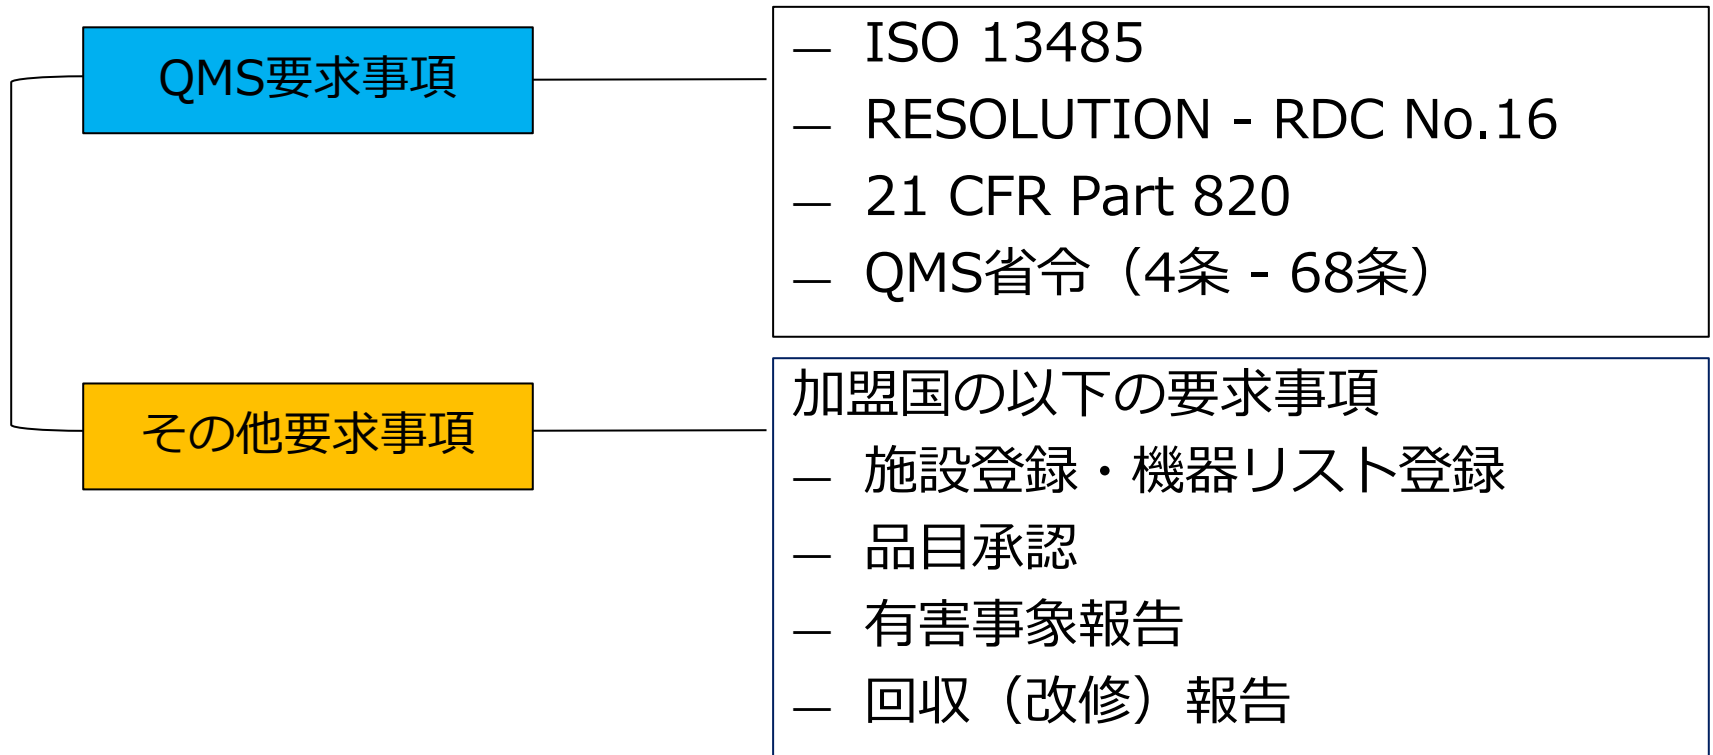 QMS要求事項
― ISO 13485
― RESOLUTION - RDC No.16
― 21 CFR Part 820
― QMS省令（4条 - 68条）
その他要求事項
加盟国の以下の要求事項
― 施設登録・機器リスト登録
― 品目承認
― 有害事象報告
― 回収（改修）報告